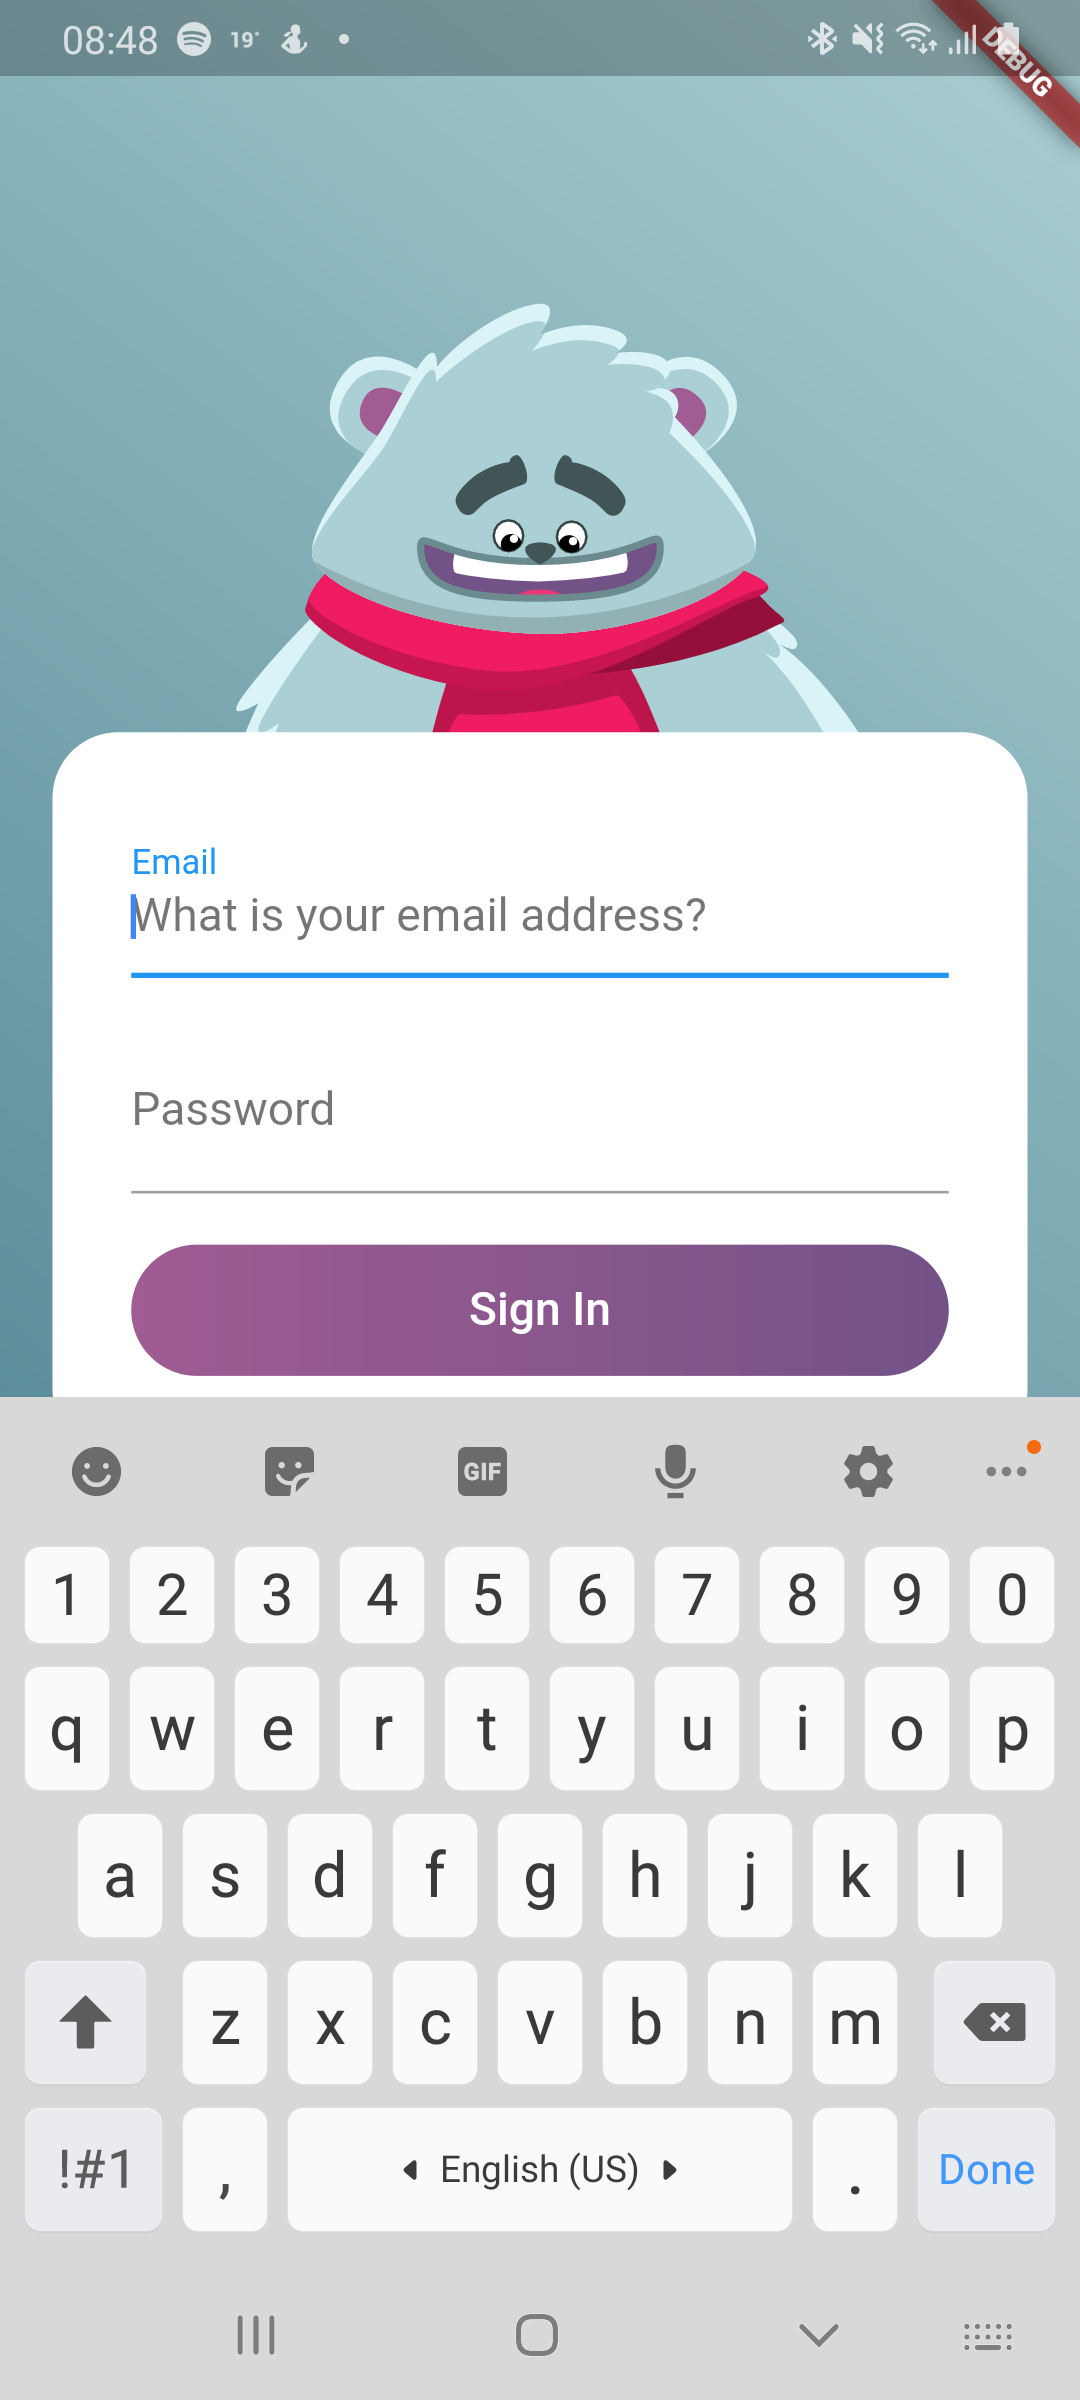 08:48 19°
DEBUG
Email
What is your email address?
Password
Sign In
GIF
1 2 3 4 5 6 7 8 9 0
q w e r t y u i o p
a s d f g h j k l
z x c v b n m
!#1 , English (US) . Done